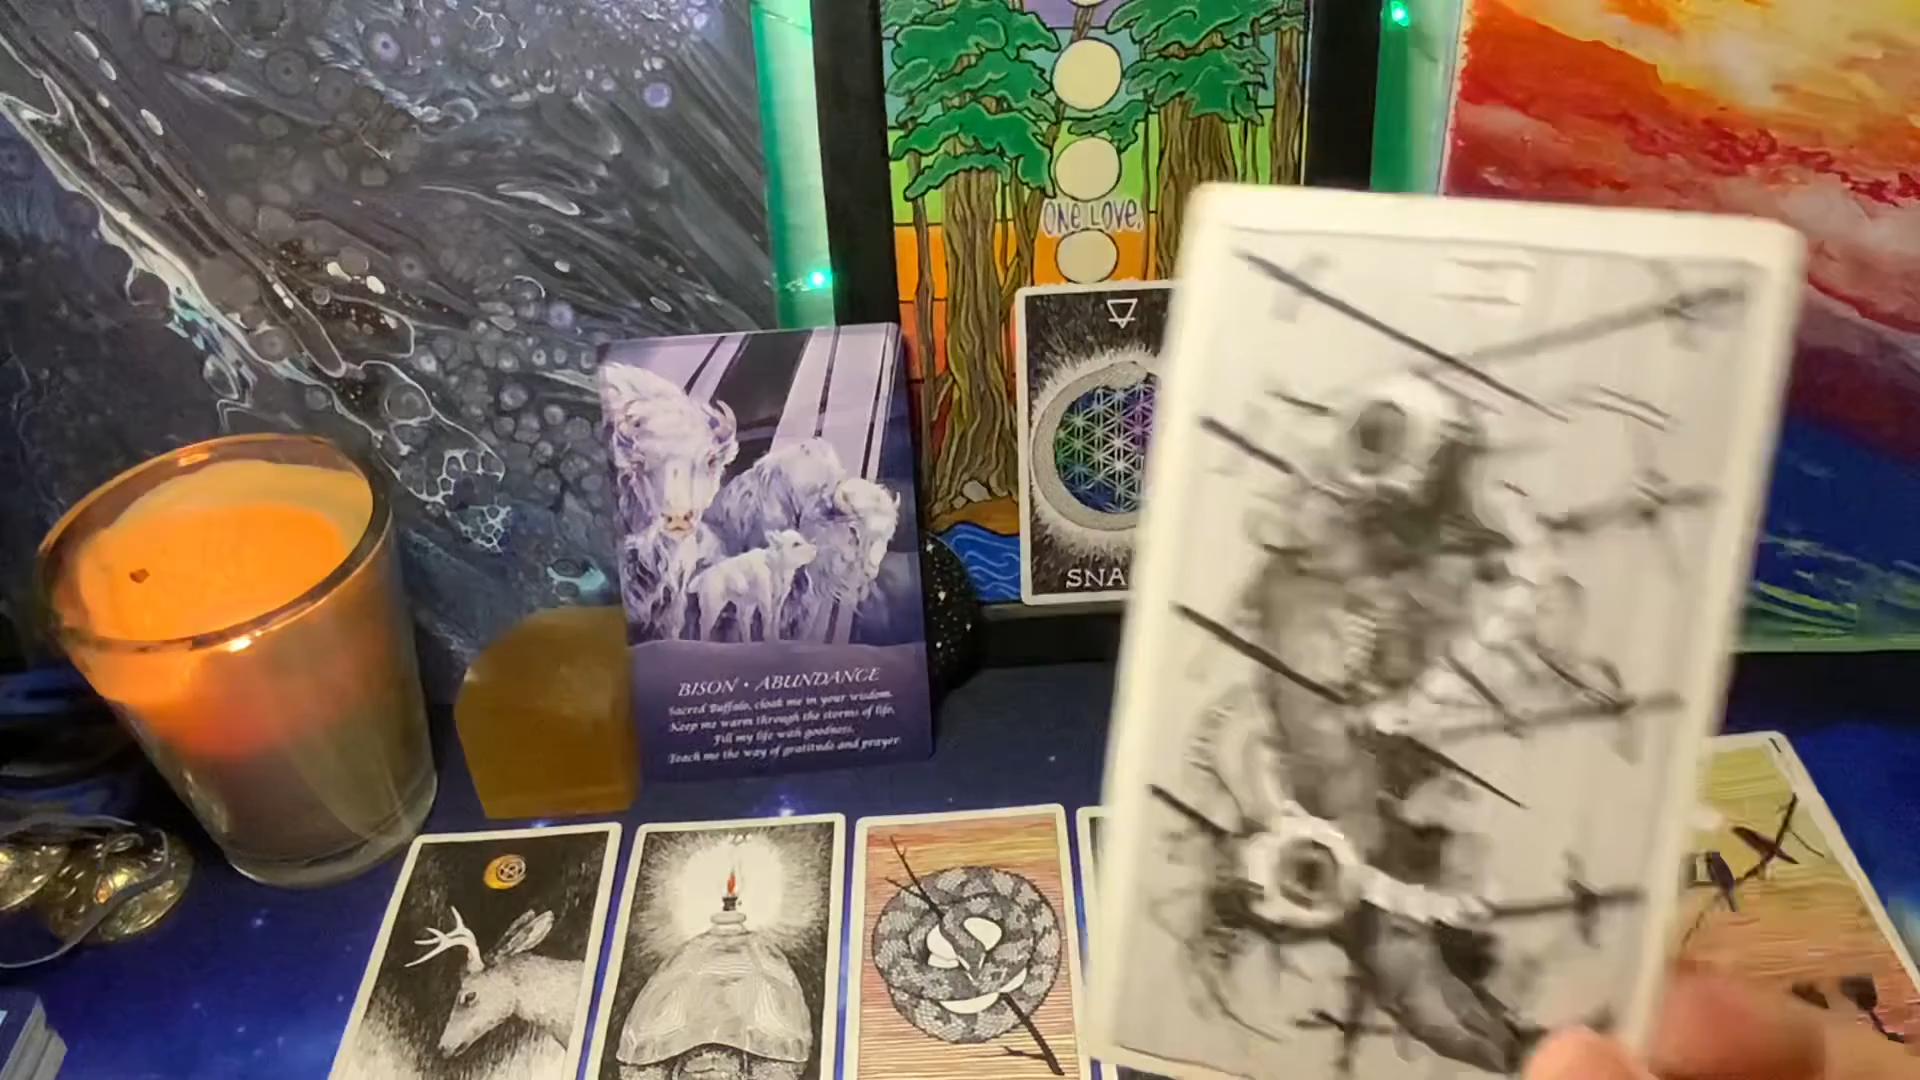 ONE LOVE.
SNA
BISON • ABUNDANCE
Sacred Buffalo, cloak me in your wisdom.
Keep me warm through the storms of life.
Fill my life with goodness.
Teach me the way of gratitude and prayer.